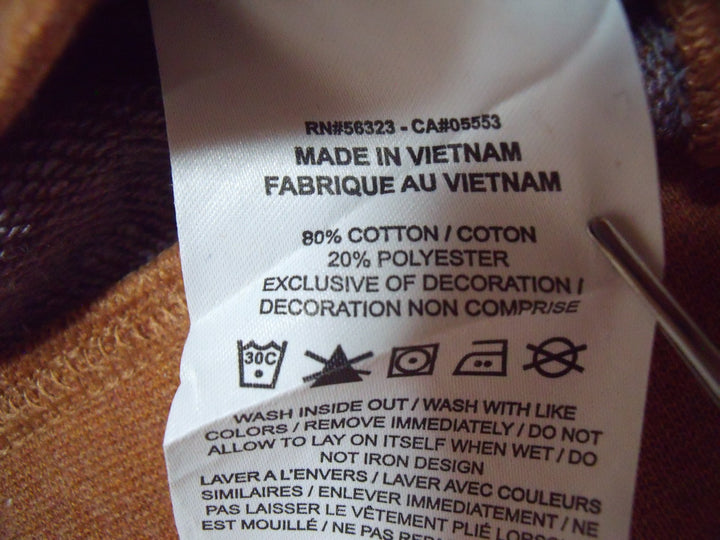 RN#56323 - CA#05553
MADE IN VIETNAM
FABRIQUE AU VIETNAM
80% COTTON / COTON
20% POLYESTER
EXCLUSIVE OF DECORATION /
DECORATION NON COMPRISE
30C
WASH INSIDE OUT / WASH WITH LIKE
COLORS / REMOVE IMMEDIATELY / DO NOT
ALLOW TO LAY ON ITSELF WHEN WET / DO
NOT IRON DESIGN
LAVER A L'ENVERS / LAVER AVEC COULEURS
SIMILAIRES / ENLEVER IMMEDIATEMENT / NE
PAS LAISSER LE VÊTEMENT PLIÉ
EST MOUILLÉ / NE PAS